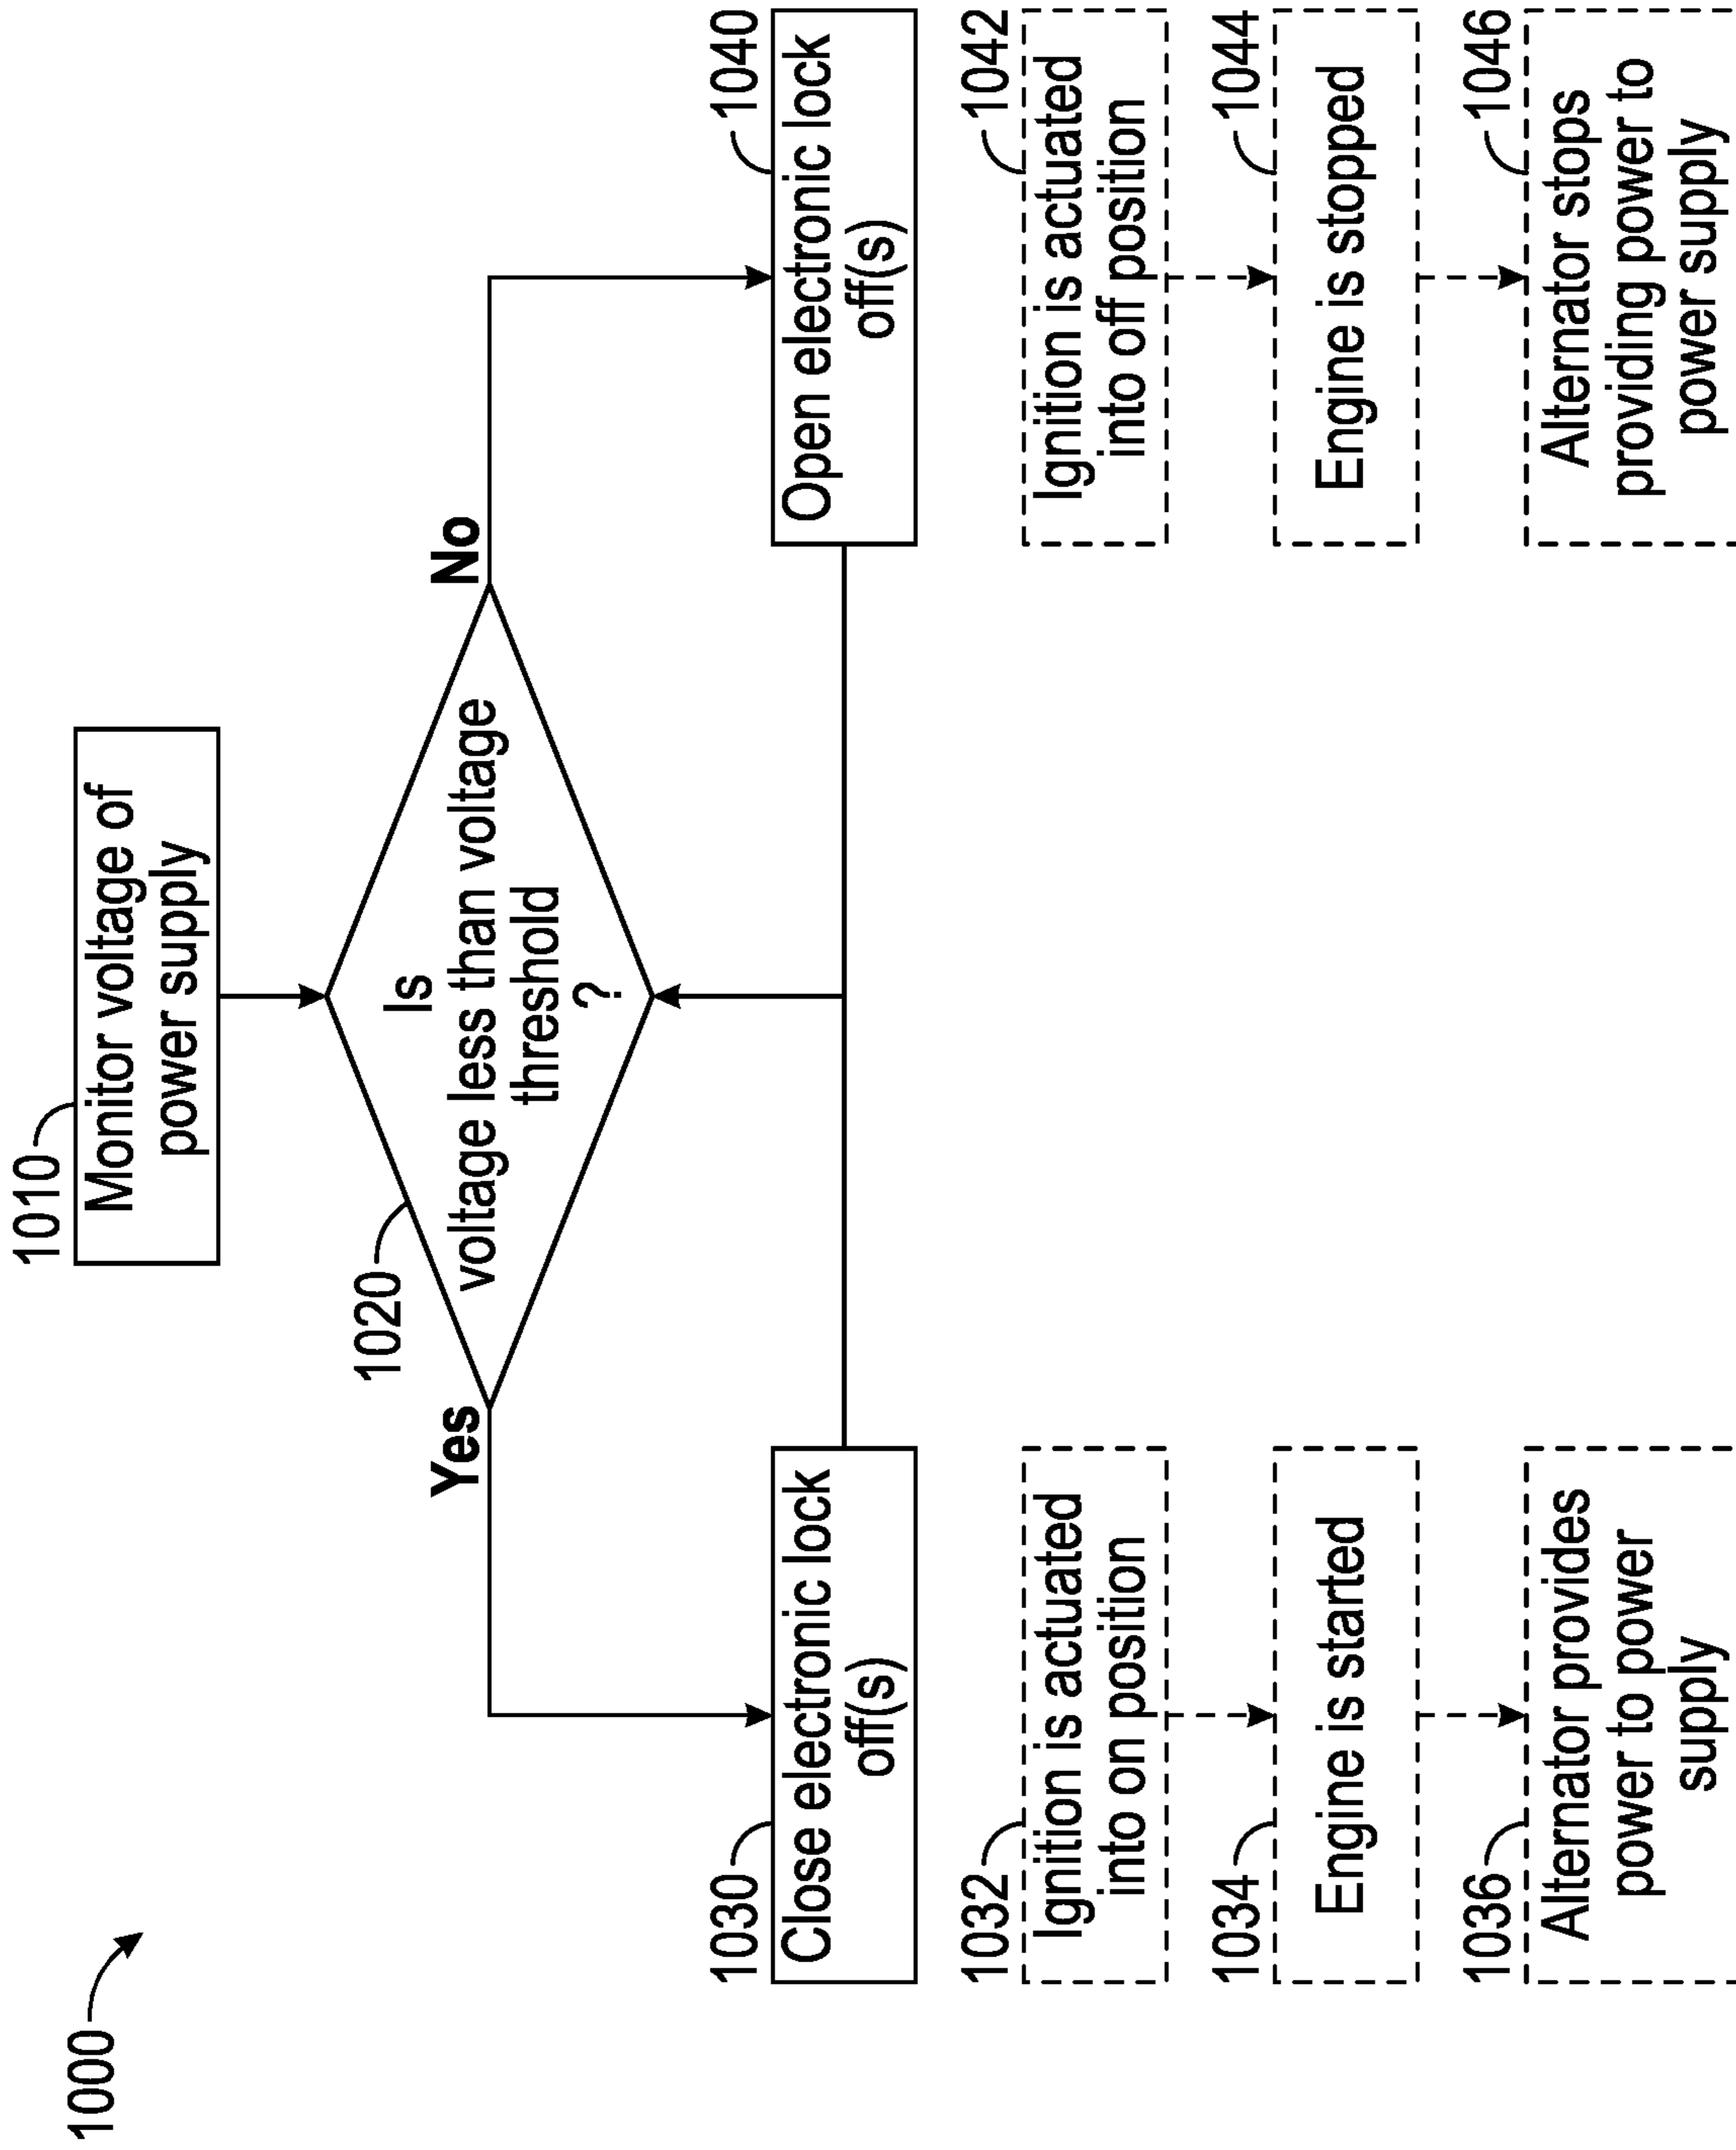 1000
1010
Monitor voltage of
power supply
1020
Is
voltage less than voltage
threshold
?
Yes
No
1030
Close electronic lock
off(s)
1040
Open electronic lock
off(s)
1032
Ignition is actuated
into on position
1042
Ignition is actuated
into off position
1034
Engine is started
1044
Engine is stopped
1036
Alternator provides
power to power
supply
1046
Alternator stops
providing power to
power supply